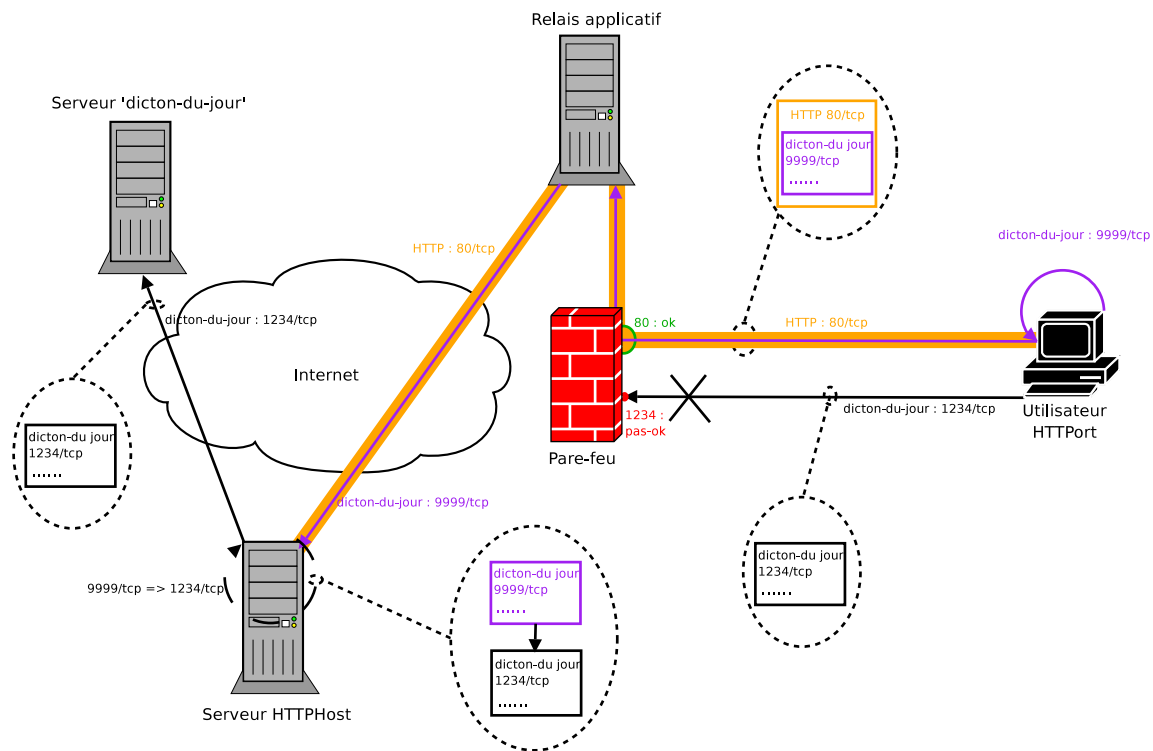 Relais applicatif
Serveur 'dicton-du-jour'
HTTP 80/tcp
dicton-du jour
9999/tcp
......
dicton-du-jour : 9999/tcp
HTTP : 80/tcp
dicton-du-jour : 1234/tcp
80 : ok
HTTP : 80/tcp
Internet
1234 :
pas-ok
dicton-du-jour : 1234/tcp
Utilisateur
HTTPort
Pare-feu
dicton-du jour
1234/tcp
......
dicton-du-jour : 9999/tcp
dicton-du jour
1234/tcp
......
9999/tcp => 1234/tcp
dicton-du jour
9999/tcp
......
dicton-du jour
1234/tcp
......
Serveur HTTPHost